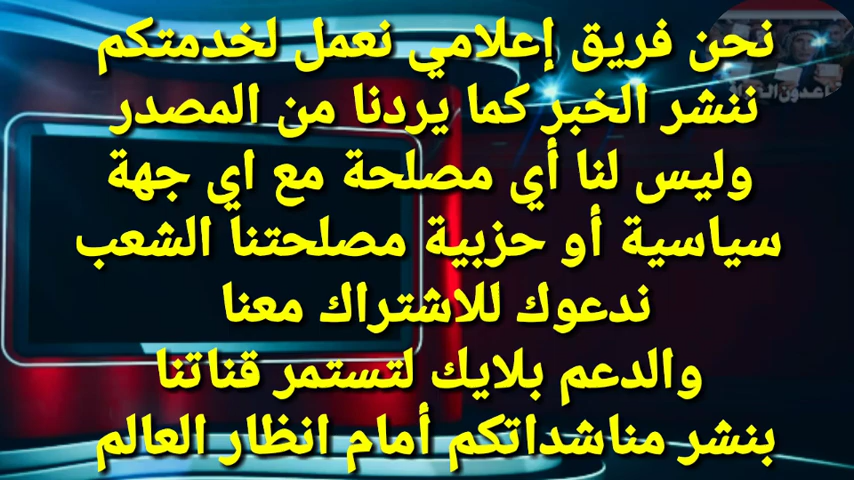 نحن فريق إعلامي نعمل لخدمتكم
ننشر الخبر كما يردنا من المصدر
وليس لنا أي مصلحة مع اي جهة
سياسية أو حزبية مصلحتنا الشعب
ندعوك للاشتراك معنا
والدعم بلايك لتستمر قناتنا
بنشر مناشداتكم أمام انظار العالم